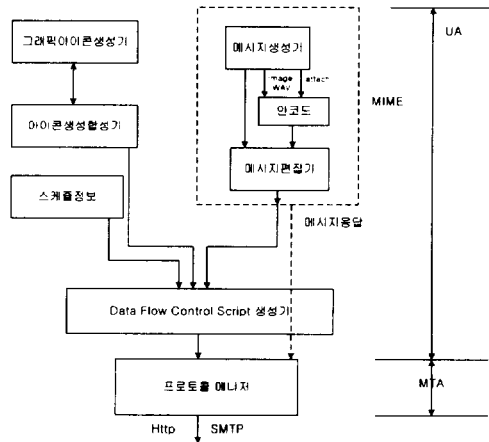 그래픽아이콘생성기
메시지생성기
UA
image
WAV
attach
MIME
아이콘생성합성기
안코드
메시지편집기
스케쥴정보
메시지응답
Data Flow Control Script 생성기
프로토콜 매니저
MTA
Http
SMTP